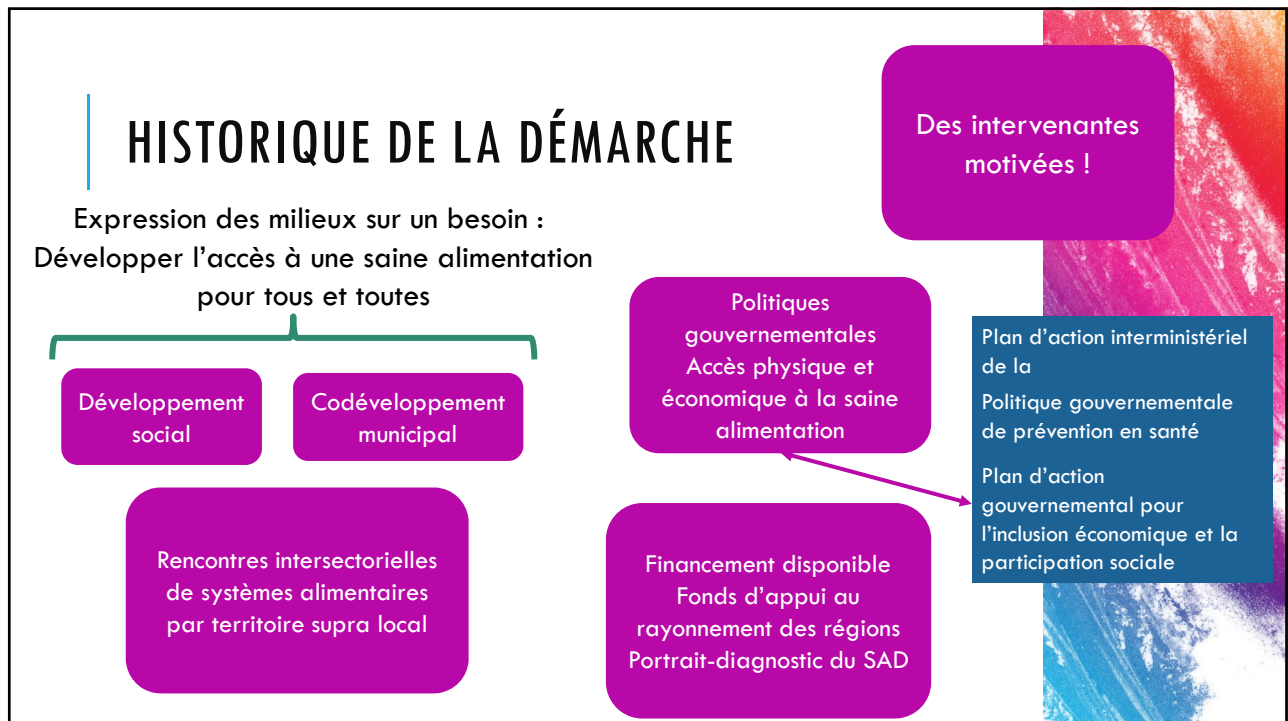 HISTORIQUE DE LA DÉMARCHE
Expression des milieux sur un besoin :
Développer l’accès à une saine alimentation
pour tous et toutes
Développement
social
Codéveloppement
municipal
Rencontres intersectorielles
de systèmes alimentaires
par territoire supra local
Des intervenantes
motivées !
Politiques
gouvernementales
Accès physique et
économique à la saine
alimentation
Plan d’action interministériel
de la
Politique gouvernementale
de prévention en santé
Plan d’action
gouvernemental pour
l’inclusion économique et la
participation sociale
Financement disponible
Fonds d’appui au
rayonnement des régions
Portrait-diagnostic du SAD